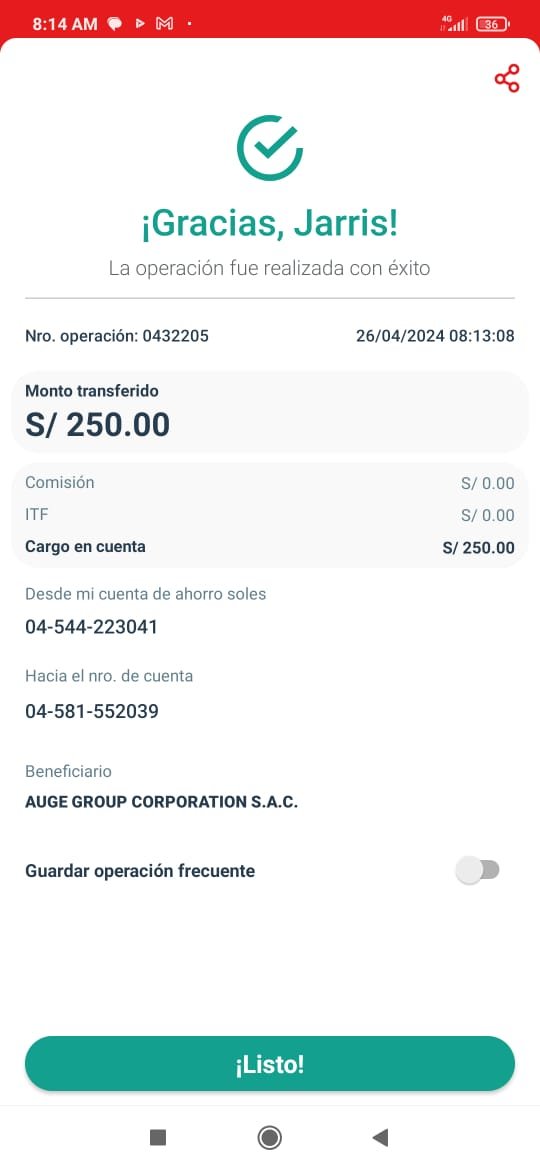 8:14 AM 4G 36
¡Gracias, Jarris!
La operación fue realizada con éxito
Nro. operación: 0432205 26/04/2024 08:13:08
Monto transferido
S/ 250.00
Comisión S/ 0.00
ITF S/ 0.00
Cargo en cuenta S/ 250.00
Desde mi cuenta de ahorro soles
04-544-223041
Hacia el nro. de cuenta
04-581-552039
Beneficiario
AUGE GROUP CORPORATION S.A.C.
Guardar operación frecuente
¡Listo!